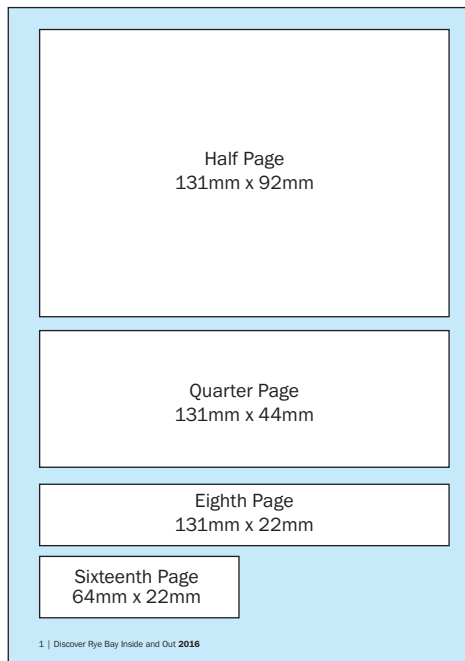 Half Page
131mm x 92mm
Quarter Page
131mm x 44mm
Eighth Page
131mm x 22mm
Sixteenth Page
64mm x 22mm
1 | Discover Rye Bay Inside and Out 2016